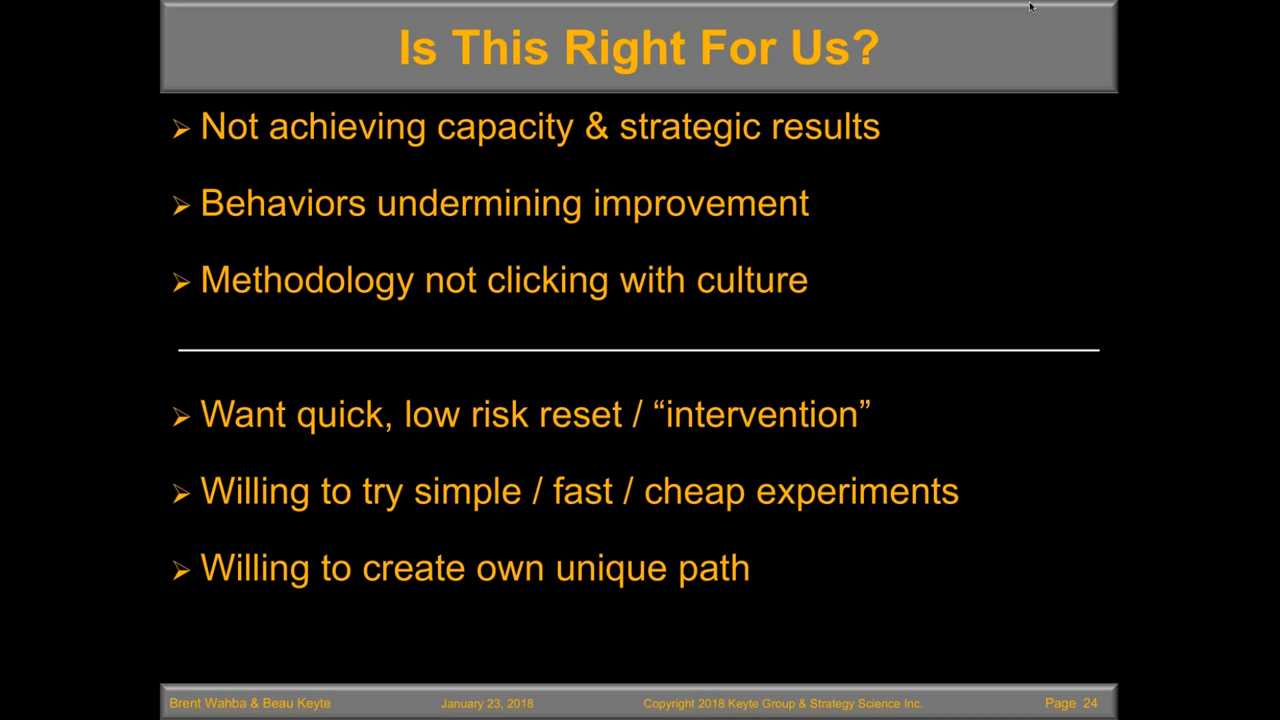 Is This Right For Us?
➢ Not achieving capacity & strategic results
➢ Behaviors undermining improvement
➢ Methodology not clicking with culture
➢ Want quick, low risk reset / “intervention”
➢ Willing to try simple / fast / cheap experiments
➢ Willing to create own unique path
Brent Wahba & Beau Keyte January 23, 2018 Copyright 2018 Keyte Group & Strategy Science Inc. Page 24